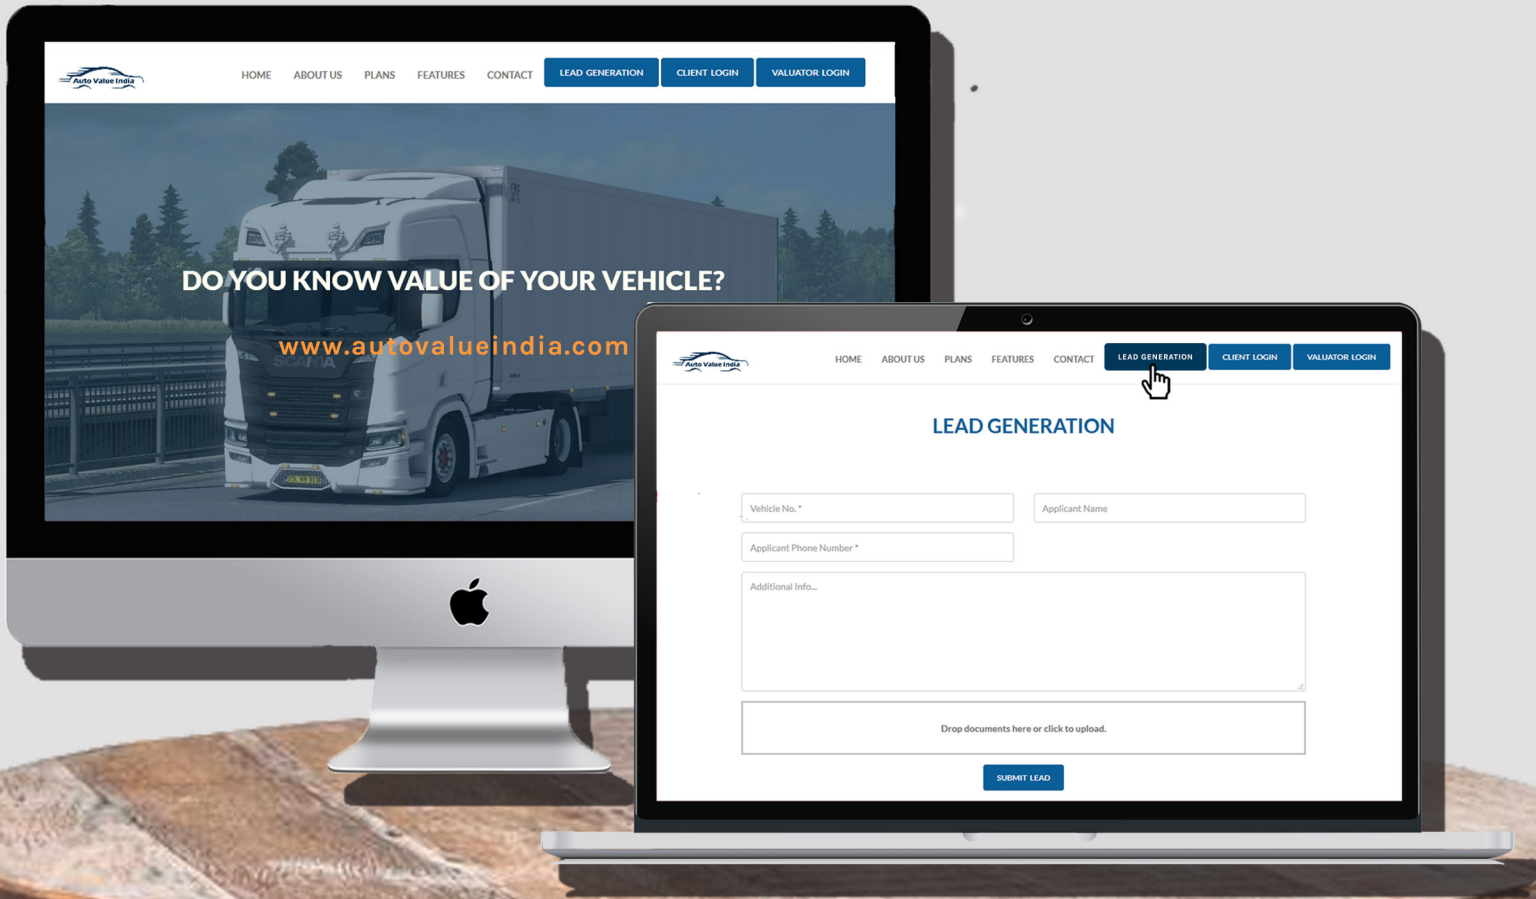 Auto Value India
HOME ABOUT US PLANS FEATURES CONTACT LEAD GENERATION CLIENT LOGIN VALUATOR LOGIN
DO YOU KNOW VALUE OF YOUR VEHICLE?
www.autovalueindia.com
SCANIA
Auto Value India
HOME ABOUT US PLANS FEATURES CONTACT LEAD GENERATION CLIENT LOGIN VALUATOR LOGIN
LEAD GENERATION
Vehicle No. * Applicant Name
Applicant Phone Number *
Additional Info...
Drop documents here or click to upload.
SUBMIT LEAD